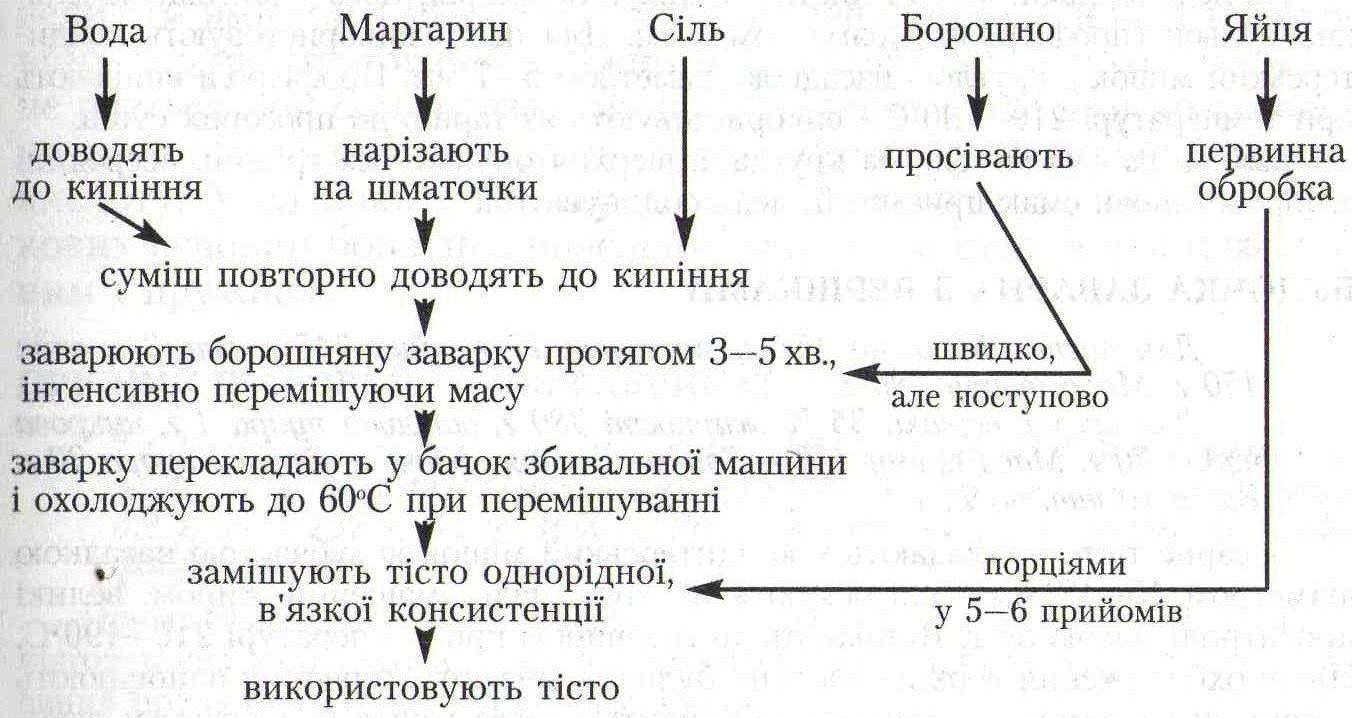 Вода Маргарин Сіль Борошно Яйця
доводять нарізають просівають первинна
до кипіння на шматочки обробка
суміш повторно доводять до кипіння
заварюють борошняну заварку протягом 3—5 хв., швидко,
інтенсивно перемішуючи масу але поступово
заварку перекладають у бачок збивальної машини
і охолоджують до 60°С при перемішуванні
замішують тісто однорідної, порціями
в'язкої консистенції у 5—6 прийомів
використовують тісто